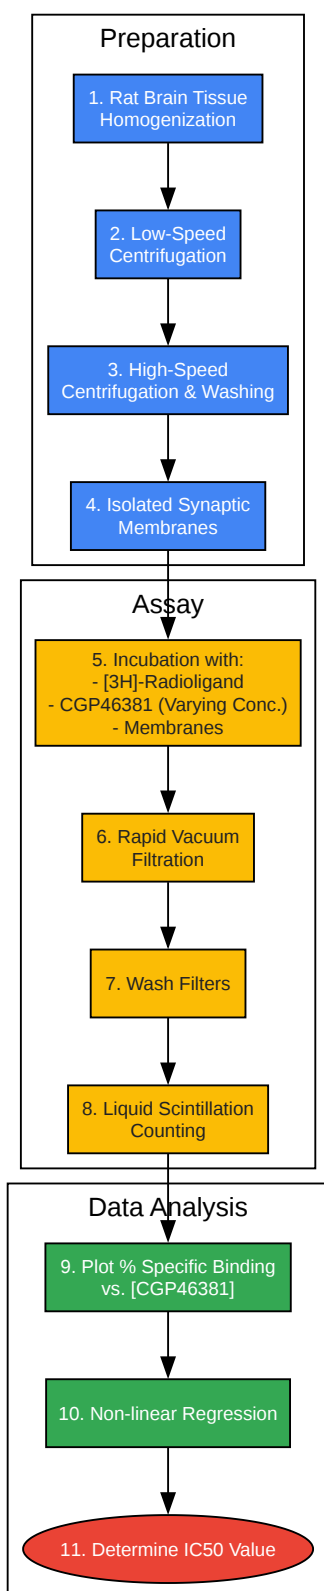 Preparation
1. Rat Brain Tissue
Homogenization
2. Low-Speed
Centrifugation
3. High-Speed
Centrifugation & Washing
4. Isolated Synaptic
Membranes
Assay
5. Incubation with:
- [3H]-Radioligand
- CGP46381 (Varying Conc.)
- Membranes
6. Rapid Vacuum
Filtration
7. Wash Filters
8. Liquid Scintillation
Counting
Data Analysis
9. Plot % Specific Binding
vs. [CGP46381]
10. Non-linear Regression
11. Determine IC50 Value